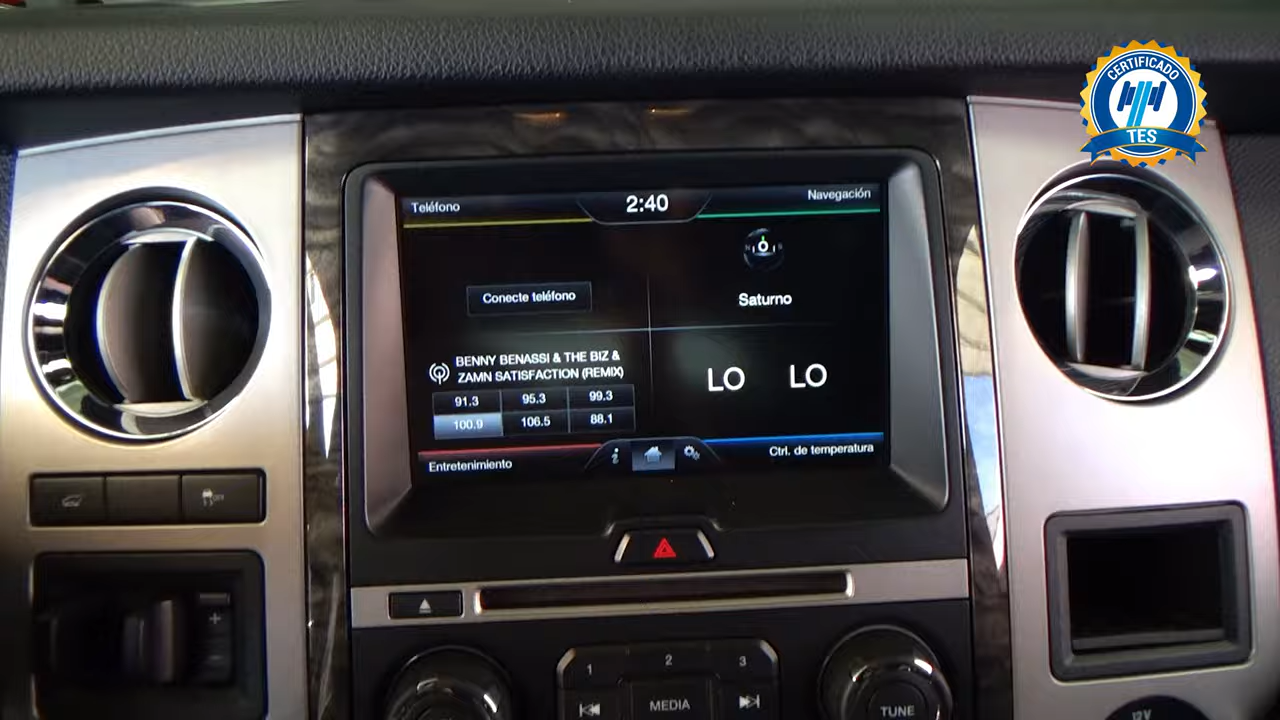 CERTIFICADO
TES
Teléfono
2:40
Navegación
Conecte teléfono
Saturno
BENNY BENASSI & THE BIZ &
ZAMN SATISFACTION (REMIX)
91.3 95.3 99.3
100.9 106.5 88.1
LO LO
Entretenimiento
i
Ctrl. de temperatura
OFF
1 2 3
MEDIA
TUNE
12V